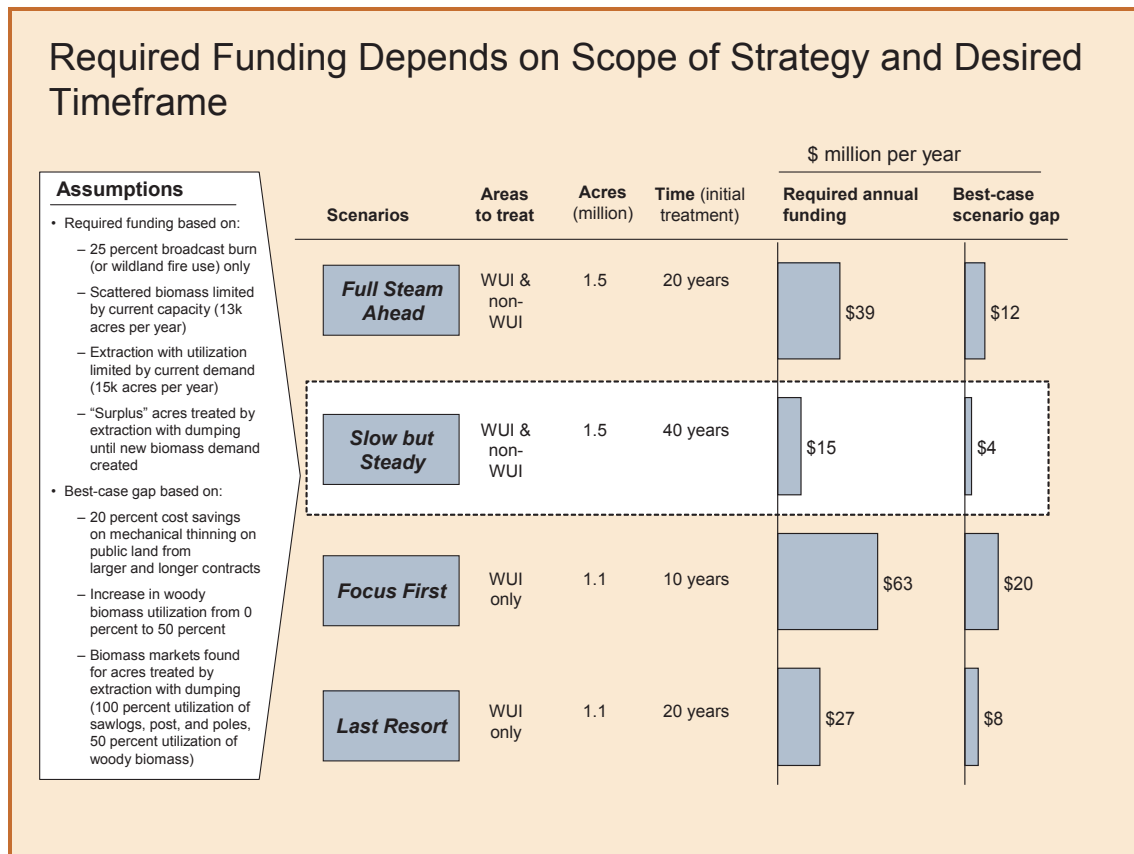 Required Funding Depends on Scope of Strategy and Desired
Timeframe
Assumptions
• Required funding based on:
– 25 percent broadcast burn
(or wildland fire use) only
– Scattered biomass limited
by current capacity (13k
acres per year)
– Extraction with utilization
limited by current demand
(15k acres per year)
– “Surplus” acres treated by
extraction with dumping
until new biomass demand
created
• Best-case gap based on:
– 20 percent cost savings
on mechanical thinning on
public land from
larger and longer contracts
– Increase in woody
biomass utilization from 0
percent to 50 percent
– Biomass markets found
for acres treated by
extraction with dumping
(100 percent utilization of
sawlogs, post, and poles,
50 percent utilization of
woody biomass)
$ million per year
Scenarios
Areas
to treat
Acres
(million)
Time (initial
treatment)
Required annual
funding
Best-case
scenario gap
Full Steam
Ahead
WUI &
non-
WUI
1.5
20 years
$39
$12
Slow but
Steady
WUI &
non-
WUI
1.5
40 years
$15
$4
Focus First
WUI
only
1.1
10 years
$63
$20
Last Resort
WUI
only
1.1
20 years
$27
$8